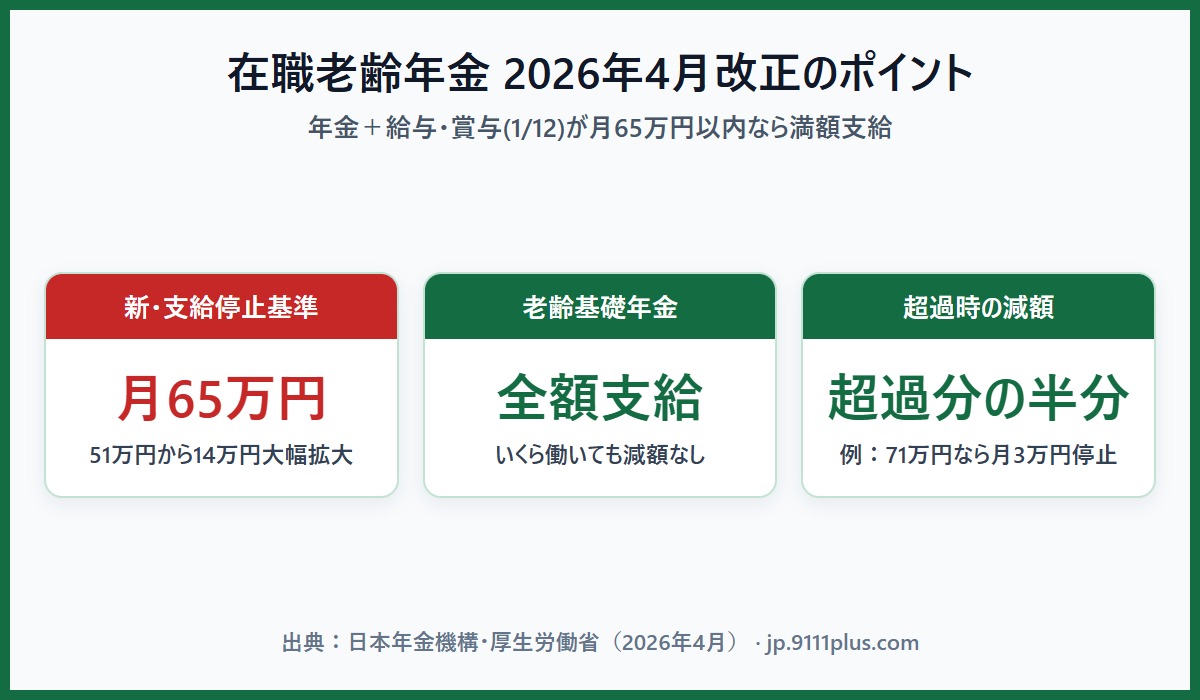 在職老齢年金 2026年4月改正のポイント
年金＋給与・賞与(1/12)が月65万円以内なら満額支給
新・支給停止基準
月65万円
51万円から14万円大幅拡大
老齢基礎年金
全額支給
いくら働いても減額なし
超過時の減額
超過分の半分
例：71万円なら月3万円停止
出典：日本年金機構・厚生労働省（2026年4月） · jp.9111plus.com